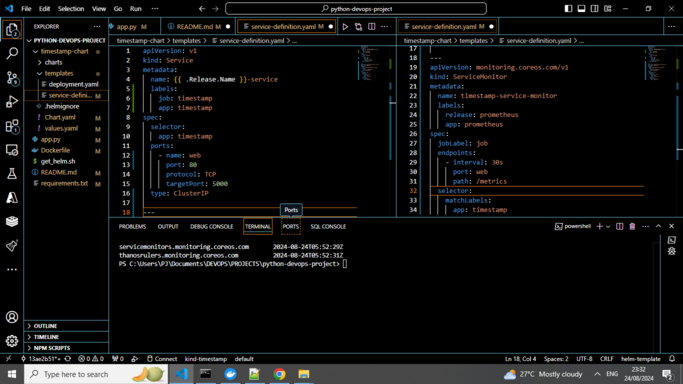 File Edit Selection View Go Run ... python-devops-project
EXPLORER ...
PYTHON-DEVOPS-PROJECT
timestamp-chart
charts
templates
deployment.yaml
service-defini... M
.helmignore
Chart.yaml M
values.yaml M
app.py M
Dockerfile M
get_helm.sh
README.md M
requirements.txt M
OUTLINE
TIMELINE
NPM SCRIPTS
app.py M README.md M service-definition.yaml M
timestamp-chart > templates > service-definition.yaml > ...
1 apiVersion: v1
2 kind: Service
3 metadata:
4 name: {{ .Release.Name }}-service
5 labels:
6 job: timestamp
7 app: timestamp
8 spec:
9 selector:
10 app: timestamp
11 ports:
12 - name: web
13 port: 80
14 protocol: TCP
15 targetPort: 5000
16 type: ClusterIP
17
18 ---
Ports
service-definition.yaml M
timestamp-chart > templates > service-definition.yaml > ...
17
18 ---
19 apiVersion: monitoring.coreos.com/v1
20 kind: ServiceMonitor
21 metadata:
22 name: timestamp-service-monitor
23 labels:
24 release: prometheus
25 app: prometheus
26 spec:
27 jobLabel: job
28 endpoints:
29 - interval: 30s
30 port: web
31 path: /metrics
32 selector:
33 matchLabels:
34 app: timestamp
PROBLEMS OUTPUT DEBUG CONSOLE TERMINAL PORTS SQL CONSOLE powershell
servicemonitors.monitoring.coreos.com 2024-08-24T05:52:29Z
thanosrulers.monitoring.coreos.com 2024-08-24T05:52:31Z
PS C:\Users\PJ\Documents\DEVOPS\PROJECTS\python-devops-project>
13ae2b51*+ 0 0 0 Connect kind-timestamp default Ln 18, Col 4 Spaces: 2 UTF-8 CRLF helm-template
Type here to search 27°C Mostly cloudy ENG 23:32
24/08/2024 2